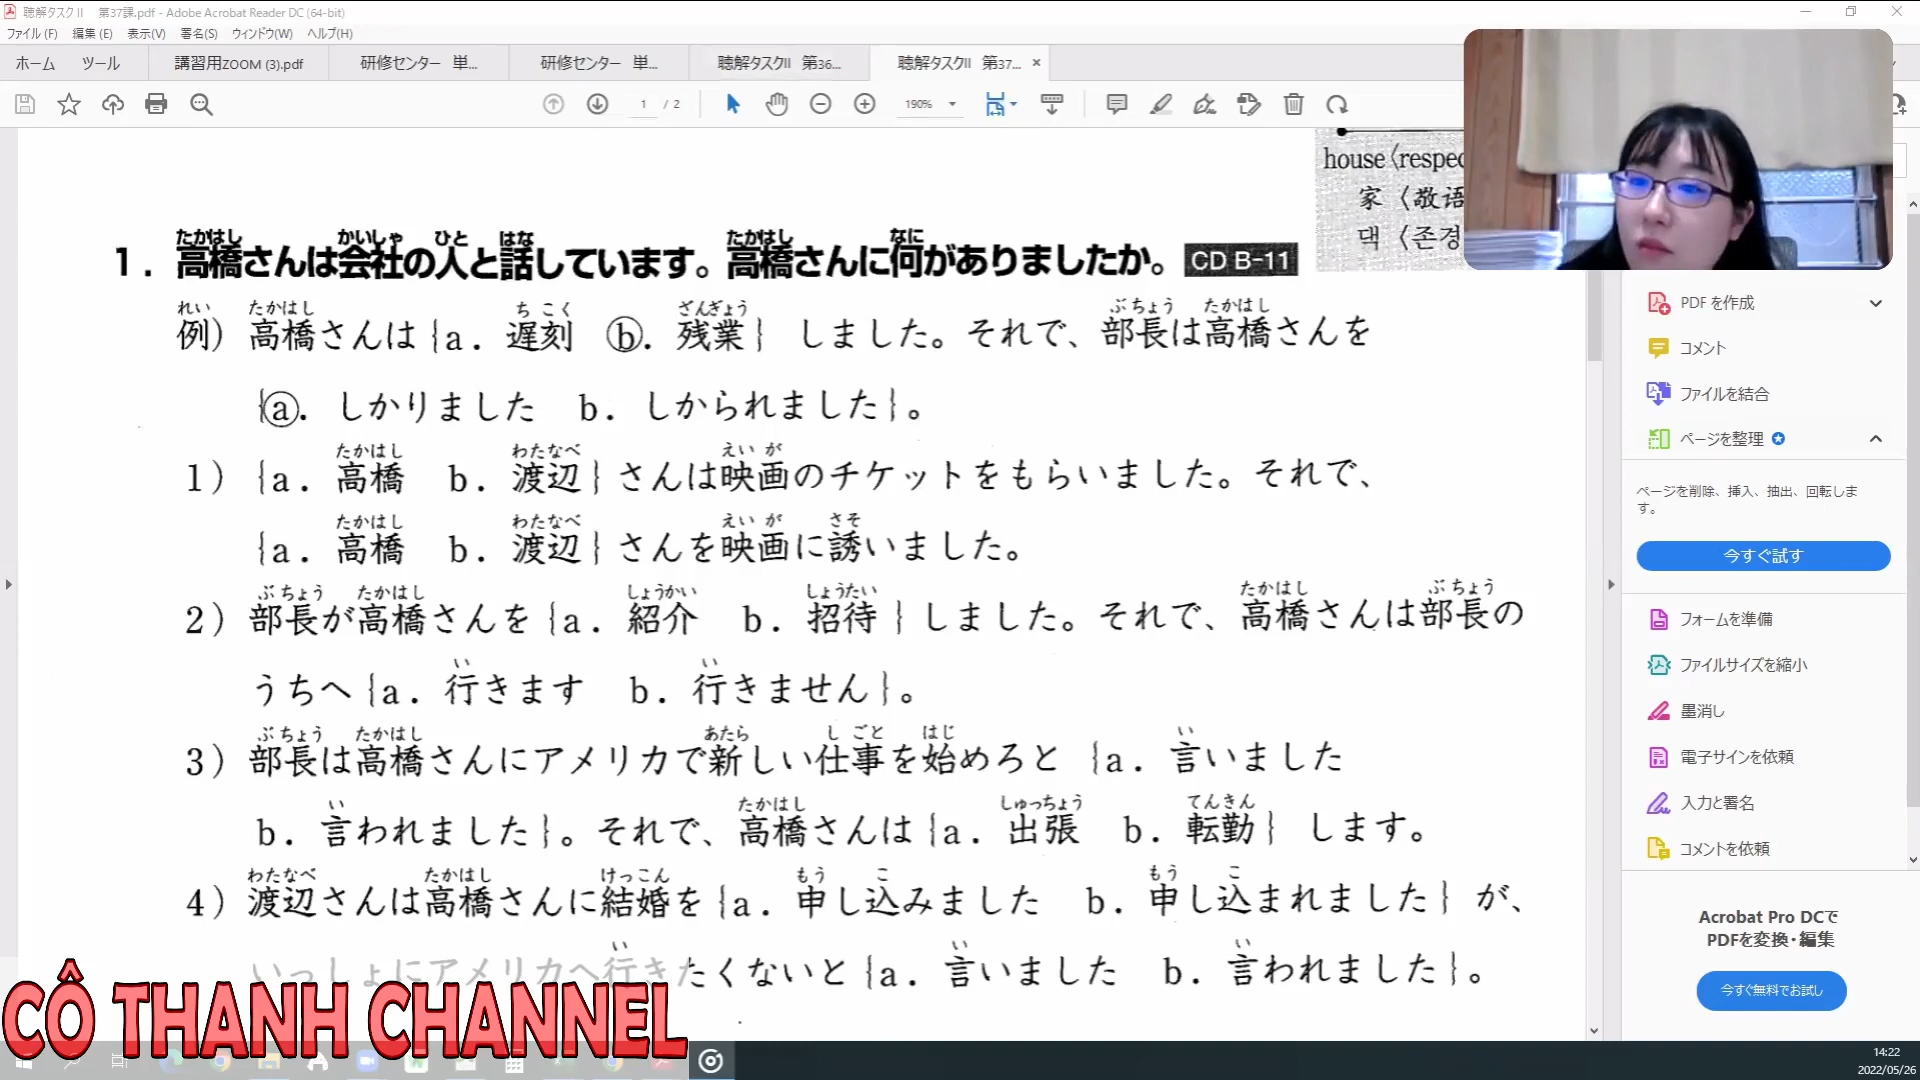 聴解タスクⅡ　第37課.pdf - Adobe Acrobat Reader DC (64-bit)
ファイル(F) 編集(E) 表示(V) 署名(S) ウィンドウ(W) ヘルプ(H)
ホーム ツール 講習用ZOOM (3).pdf 研修センター 単... 研修センター 単... 聴解タスクⅡ 第36... 聴解タスクⅡ 第37... ×
1 / 2 190%
house〈respec
家〈敬语
댁〈존경
1．高橋さんは会社の人と話しています。高橋さんに何がありましたか。 CD B-11
例）高橋さんは{a．遅刻 ⓑ．残業} しました。それで、部長は高橋さんを
{ⓐ．しかりました b．しかられました}。
1）{a．高橋 b．渡辺}さんは映画のチケットをもらいました。それで、
{a．高橋 b．渡辺}さんを映画に誘いました。
2）部長が高橋さんを{a．紹介 b．招待}しました。それで、高橋さんは部長の
うちへ{a．行きます b．行きません}。
3）部長は高橋さんにアメリカで新しい仕事を始めろと {a．言いました
b．言われました}。それで、高橋さんは{a．出張 b．転勤} します。
4）渡辺さんは高橋さんに結婚を{a．申し込みました b．申し込まれました} が、
いっしょにアメリカへ行きたくないと{a．言いました b．言われました}。
PDF を作成
コメント
ファイルを結合
ページを整理
ページを削除、挿入、抽出、回転しま
す。
今すぐ試す
フォームを準備
ファイルサイズを縮小
墨消し
電子サインを依頼
入力と署名
コメントを依頼
Acrobat Pro DCで
PDFを変換・編集
今すぐ無料でお試し
CÔ THANH CHANNEL
14:22
2022/05/26